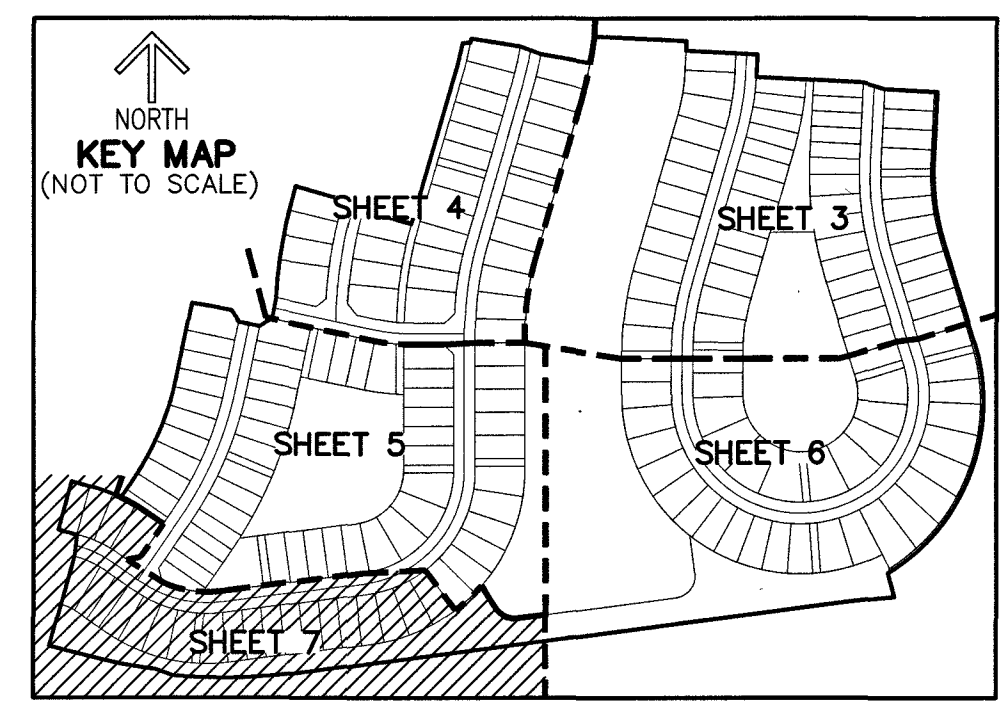 NORTH
KEY MAP
(NOT TO SCALE)
SHEET 4
SHEET 3
SHEET 5
SHEET 6
SHEET 7